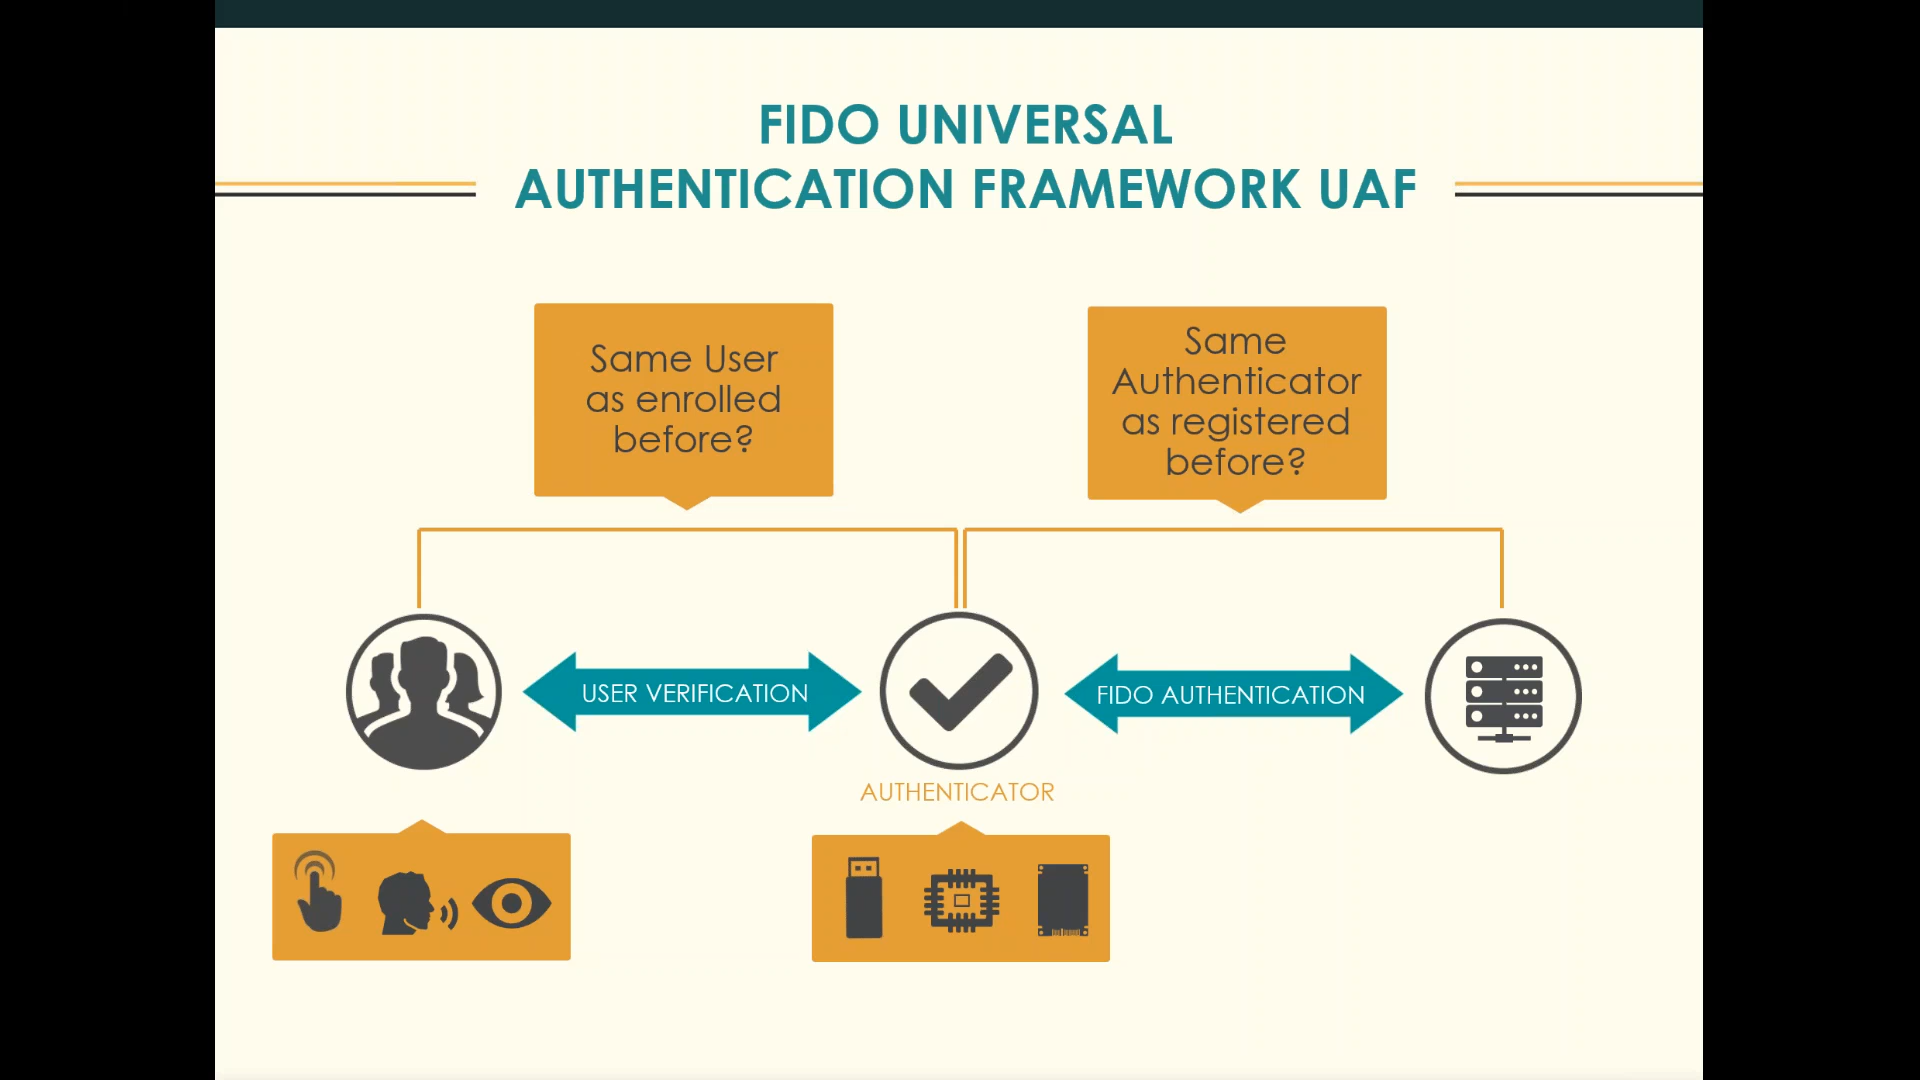 FIDO UNIVERSAL
AUTHENTICATION FRAMEWORK UAF
Same User
as enrolled
before?
Same
Authenticator
as registered
before?
USER VERIFICATION
FIDO AUTHENTICATION
AUTHENTICATOR